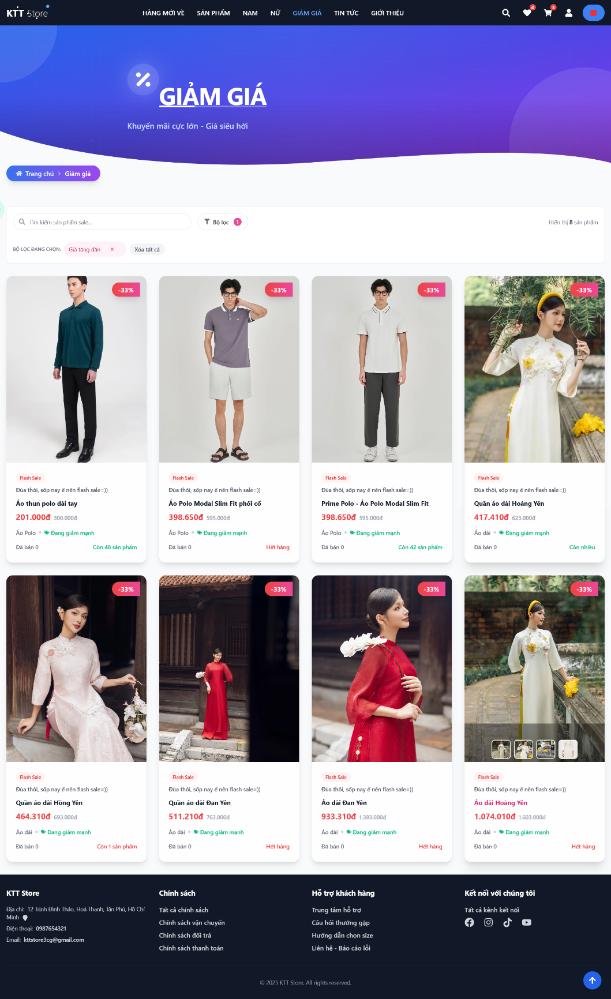 KTT Store
HÀNG MỚI VỀ
SẢN PHẨM
NAM
NỮ
GIẢM GIÁ
TIN TỨC
GIỚI THIỆU
4
3
GIẢM GIÁ
Khuyến mãi cực lớn - Giá siêu hời
Trang chủ
Giảm giá
Tìm kiếm sản phẩm sale...
Bộ lọc 1
Hiển thị 8 sản phẩm
BỘ LỌC ĐANG CHỌN:
Giá tăng dần
Xóa tất cả
-33%
-33%
-33%
-33%
Flash Sale
Đùa thôi, sốp nay ế nên flash sale=))
Áo thun polo dài tay
201.000đ 300.000đ
Áo Polo • Đang giảm mạnh
Đã bán 0
Còn 48 sản phẩm
Flash Sale
Đùa thôi, sốp nay ế nên flash sale=))
Áo Polo Modal Slim Fit phối cổ
398.650đ 595.000đ
Áo Polo • Đang giảm mạnh
Đã bán 0
Hết hàng
Flash Sale
Đùa thôi, sốp nay ế nên flash sale=))
Prime Polo - Áo Polo Modal Slim Fit
398.650đ 595.000đ
Áo Polo • Đang giảm mạnh
Đã bán 0
Còn 42 sản phẩm
Flash Sale
Đùa thôi, sốp nay ế nên flash sale=))
Quần áo dài Hoàng Yên
417.410đ 623.000đ
Áo dài • Đang giảm mạnh
Đã bán 0
Còn nhiều
-33%
-33%
-33%
-33%
Flash Sale
Đùa thôi, sốp nay ế nên flash sale=))
Quần áo dài Hồng Yên
464.310đ 693.000đ
Áo dài • Đang giảm mạnh
Đã bán 0
Còn 1 sản phẩm
Flash Sale
Đùa thôi, sốp nay ế nên flash sale=))
Quần áo dài Đan Yên
511.210đ 763.000đ
Áo dài • Đang giảm mạnh
Đã bán 0
Hết hàng
Flash Sale
Đùa thôi, sốp nay ế nên flash sale=))
Áo dài Đan Yên
933.310đ 1.393.000đ
Áo dài • Đang giảm mạnh
Đã bán 0
Hết hàng
Flash Sale
Đùa thôi, sốp nay ế nên flash sale=))
Áo dài Hoàng Yên
1.074.010đ 1.603.000đ
Áo dài • Đang giảm mạnh
Đã bán 0
Hết hàng
KTT Store
Địa chỉ: 12 Trịnh Đình Thảo, Hoà Thanh, Tân Phú, Hồ Chí
Minh
Điện thoại: 0987654321
Email: kttstore3cg@gmail.com
Chính sách
Tất cả chính sách
Chính sách vận chuyển
Chính sách đổi trả
Chính sách thanh toán
Hỗ trợ khách hàng
Trung tâm hỗ trợ
Câu hỏi thường gặp
Hướng dẫn chọn size
Liên hệ - Báo cáo lỗi
Kết nối với chúng tôi
Tất cả kênh kết nối
© 2025 KTT Store. All rights reserved.